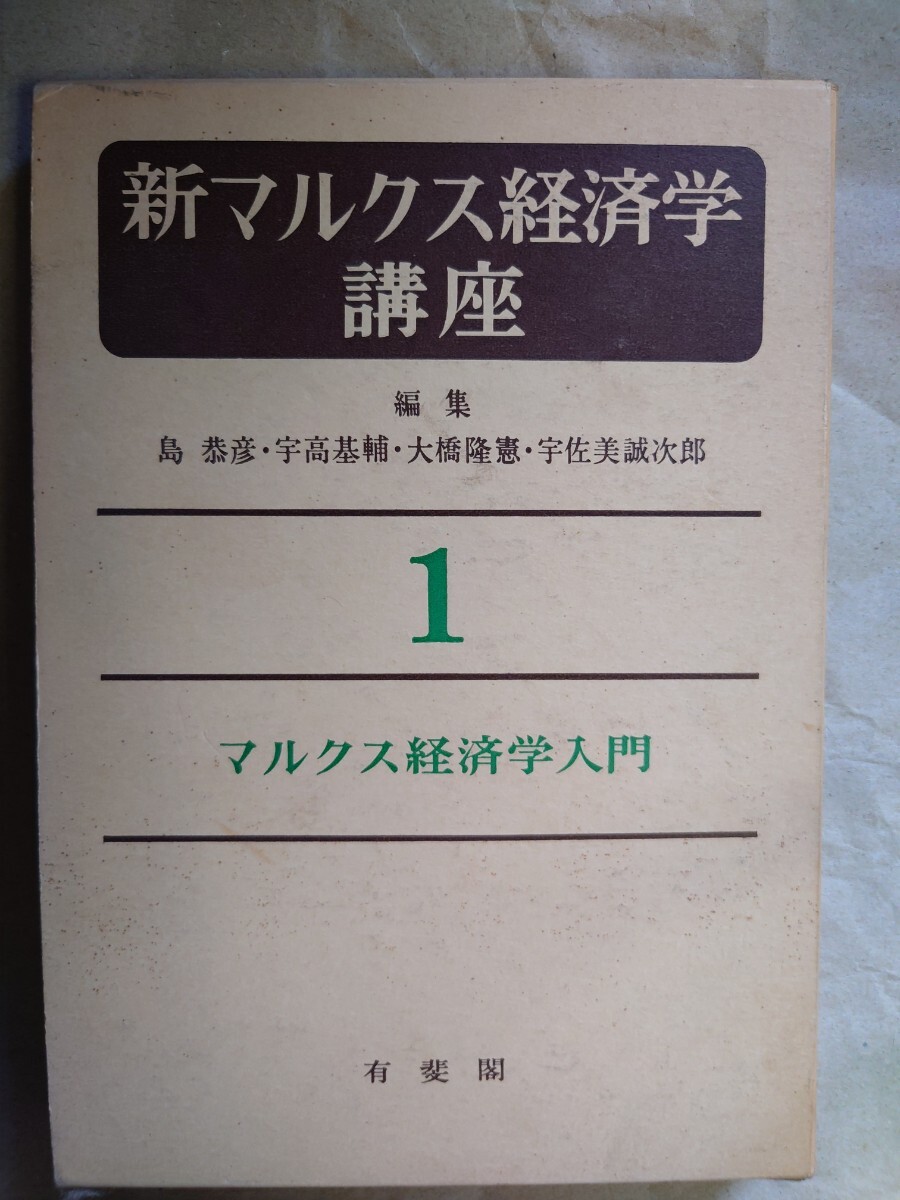 新マルクス経済学
講座
編集
島 恭彦・宇高基輔・大橋隆憲・宇佐美誠次郎
1
マルクス経済学入門
有斐閣